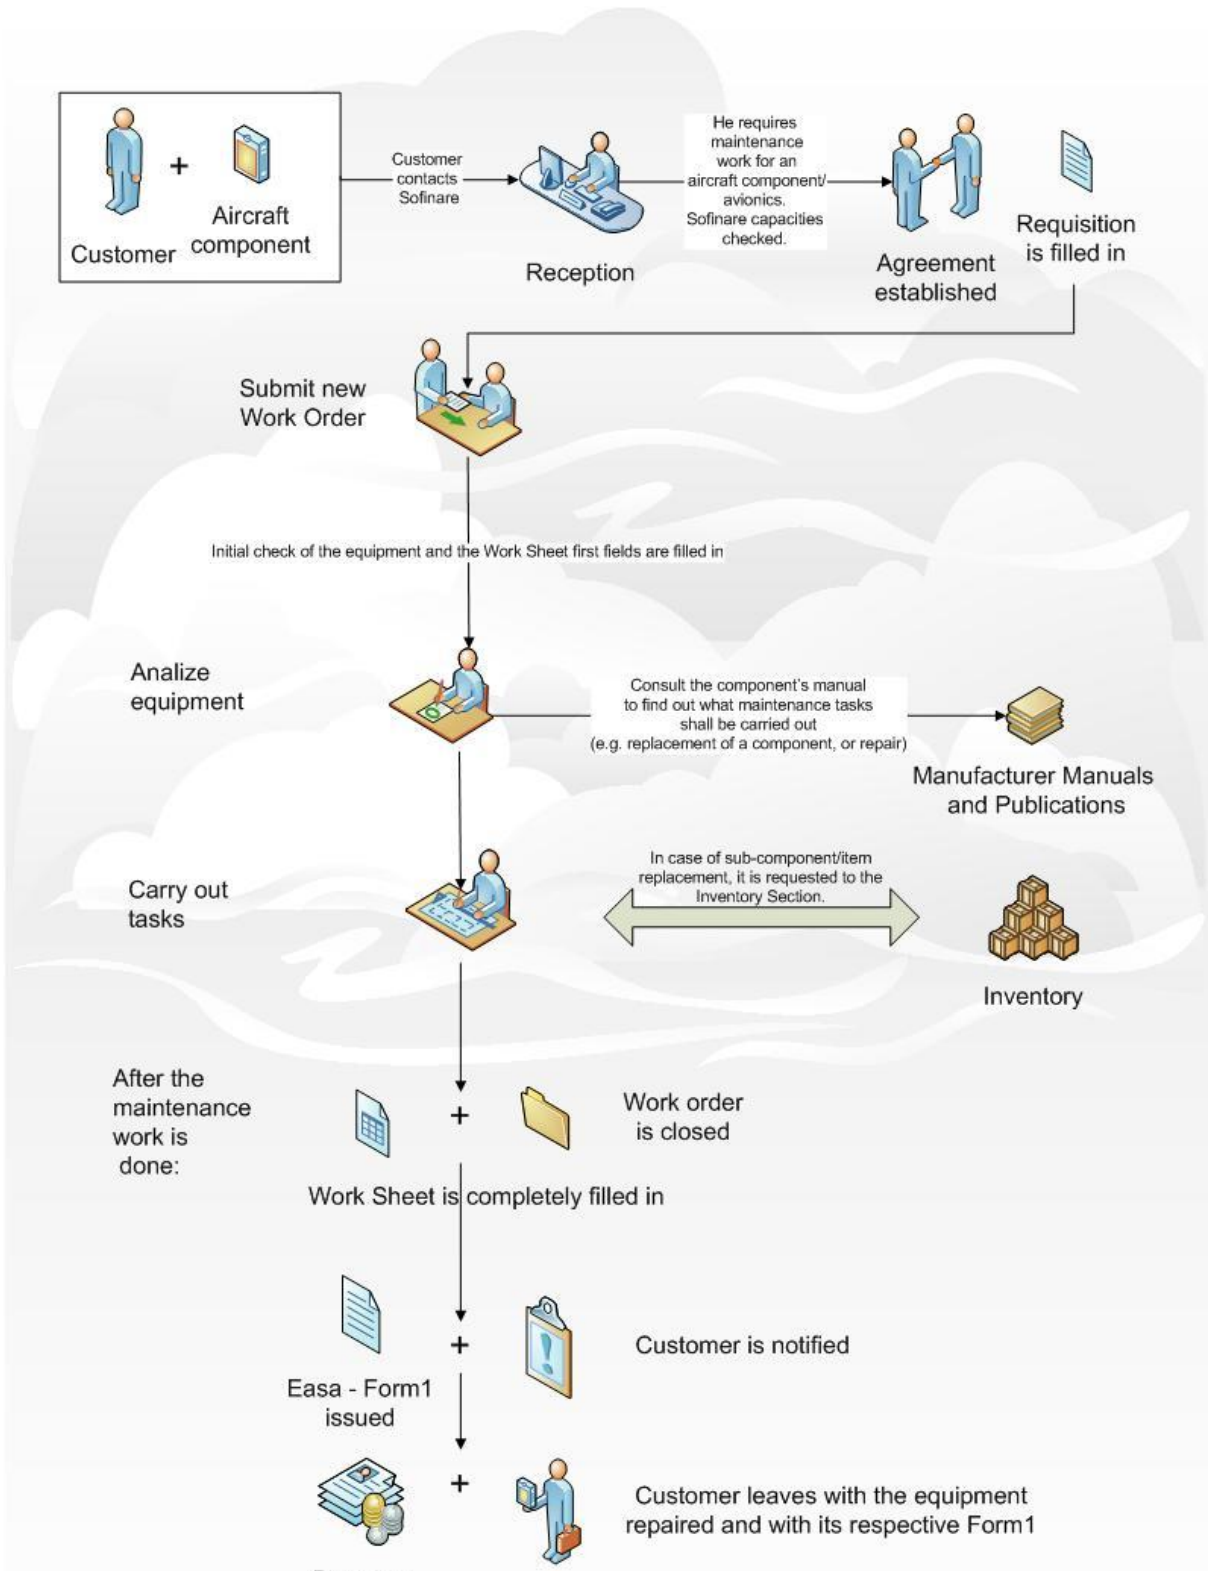 Customer
+
Aircraft
component
Customer
contacts
Sofinare
Reception
He requires
maintenance
work for an
aircraft component/
avionics.
Sofinare capacities
checked.
Agreement
established
Requisition
is filled in
Submit new
Work Order
Initial check of the equipment and the Work Sheet first fields are filled in
Analize
equipment
Consult the component's manual
to find out what maintenance tasks
shall be carried out
(e.g. replacement of a component, or repair)
Manufacturer Manuals
and Publications
Carry out
tasks
In case of sub-component/item
replacement, it is requested to the
Inventory Section.
Inventory
After the
maintenance
work is
done:
+
Work order
is closed
Work Sheet is completely filled in
+
Customer is notified
Easa - Form1
issued
+
Customer leaves with the equipment
repaired and with its respective Form1